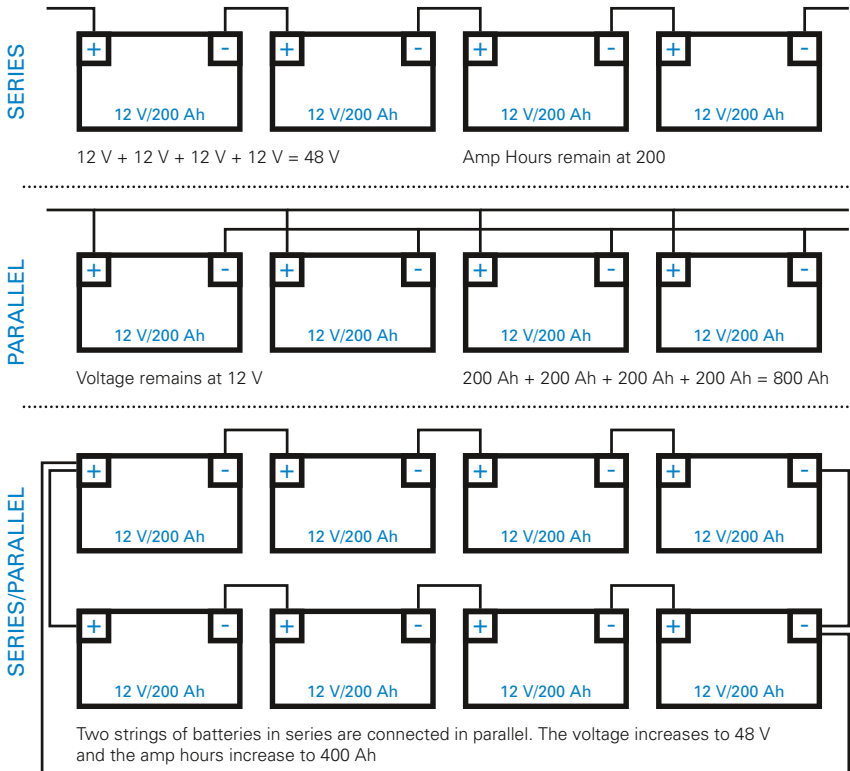 SERIES
+ - + - + - + -
12 V/200 Ah 12 V/200 Ah 12 V/200 Ah 12 V/200 Ah
12 V + 12 V + 12 V + 12 V = 48 V Amp Hours remain at 200
PARALLEL
+ - + - + - + -
12 V/200 Ah 12 V/200 Ah 12 V/200 Ah 12 V/200 Ah
Voltage remains at 12 V 200 Ah + 200 Ah + 200 Ah + 200 Ah = 800 Ah
SERIES/PARALLEL
+ - + - + - + -
12 V/200 Ah 12 V/200 Ah 12 V/200 Ah 12 V/200 Ah
+ - + - + - + -
12 V/200 Ah 12 V/200 Ah 12 V/200 Ah 12 V/200 Ah
Two strings of batteries in series are connected in parallel. The voltage increases to 48 V
and the amp hours increase to 400 Ah